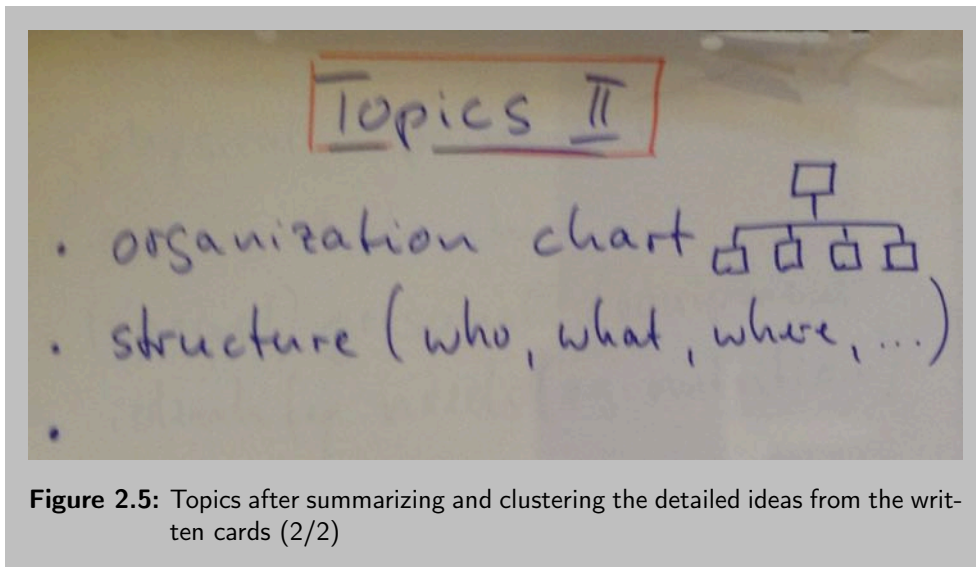 Topics II
• organization chart
• structure (who, what, where, ...)
•
Figure 2.5: Topics after summarizing and clustering the detailed ideas from the writ-
ten cards (2/2)